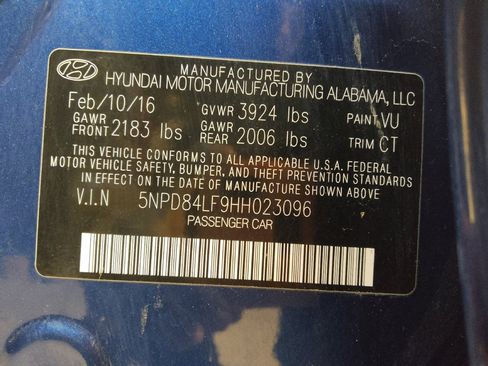 MANUFACTURED BY
HYUNDAI MOTOR MANUFACTURING ALABAMA, LLC
Feb/10/16 GVWR 3924 lbs PAINT VU
GAWR FRONT 2183 lbs GAWR REAR 2006 lbs TRIM CT
THIS VEHICLE CONFORMS TO ALL APPLICABLE U.S.A. FEDERAL
MOTOR VEHICLE SAFETY, BUMPER, AND THEFT PREVENTION STANDARDS
IN EFFECT ON THE DATE OF MANUFACTURE SHOWN ABOVE.
V.I.N 5NPD84LF9HH023096
PASSENGER CAR